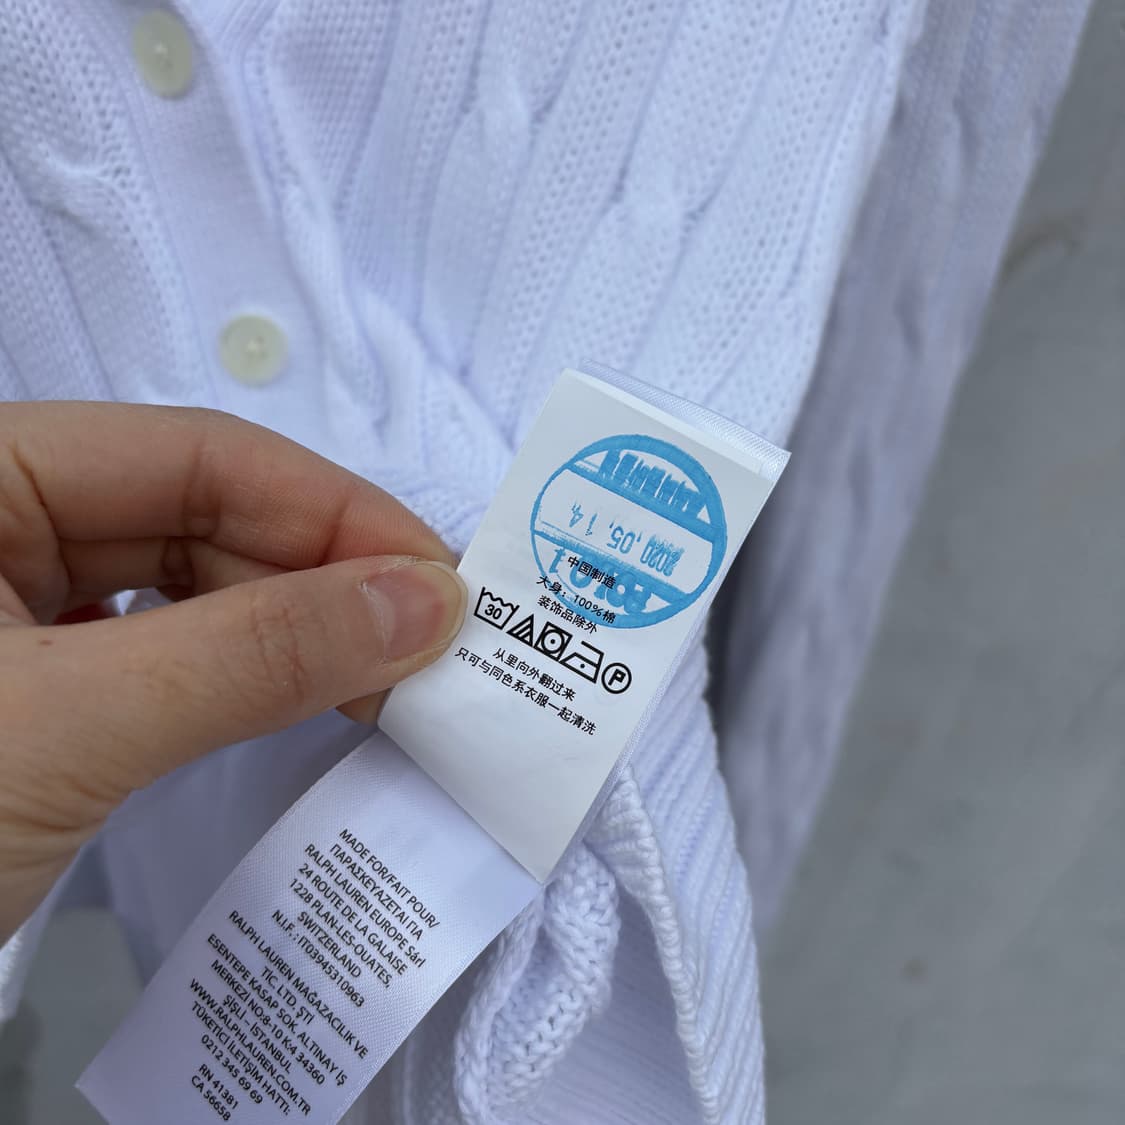 2020.05.14
中国制造
大身：100%棉
装饰品除外
30
P
从里向外翻过来
只可与同色系衣服一起清洗
MADE FOR/FAIT POUR/
ΠΑΡΑΣΚΕΥΑΖΕΤΑΙ ΓΙΑ
RALPH LAUREN EUROPE Sárl
24 ROUTE DE LA GALAISE
1228 PLAN-LES-OUATES,
SWITZERLAND
N.I.F. : IT03945310963
RALPH LAUREN MAGAZACILIK VE
TİC. LTD. ŞTİ
ESENTEPE KASAP SOK. ALTINAY İŞ
MERKEZİ NO:8-10 K:4 34360
ŞİŞLİ – İSTANBUL
WWW.RALPHLAUREN.COM.TR
TÜKETİCİ İLETİŞİM HATTI:
0212 345 69 69
RN 41381
CA 56658